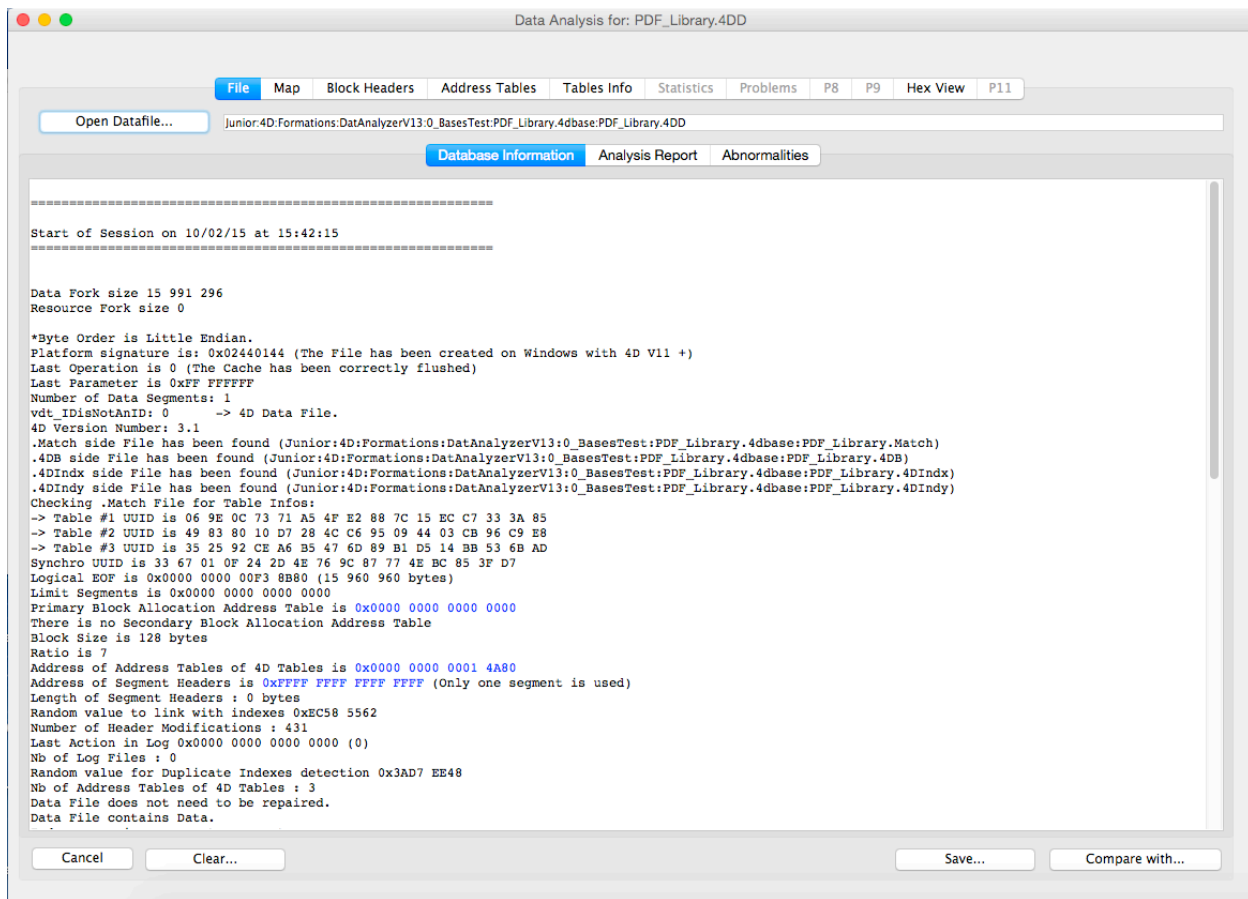 Data Analysis for: PDF_Library.4DD
File Map Block Headers Address Tables Tables Info Statistics Problems P8 P9 Hex View P11
Open Datafile... Junior:4D:Formations:DatAnalyzerV13:0_BasesTest:PDF_Library.4dbase:PDF_Library.4DD
Database Information Analysis Report Abnormalities
============================================================
Start of Session on 10/02/15 at 15:42:15
============================================================
Data Fork size 15 991 296
Resource Fork size 0
*Byte Order is Little Endian.
Platform signature is: 0x02440144 (The File has been created on Windows with 4D V11 +)
Last Operation is 0 (The Cache has been correctly flushed)
Last Parameter is 0xFF FFFFFF
Number of Data Segments: 1
vdt_IDisNotAnID: 0 -> 4D Data File.
4D Version Number: 3.1
.Match side File has been found (Junior:4D:Formations:DatAnalyzerV13:0_BasesTest:PDF_Library.4dbase:PDF_Library.Match)
.4DB side File has been found (Junior:4D:Formations:DatAnalyzerV13:0_BasesTest:PDF_Library.4dbase:PDF_Library.4DB)
.4DIndx side File has been found (Junior:4D:Formations:DatAnalyzerV13:0_BasesTest:PDF_Library.4dbase:PDF_Library.4DIndx)
.4DIndy side File has been found (Junior:4D:Formations:DatAnalyzerV13:0_BasesTest:PDF_Library.4dbase:PDF_Library.4DIndy)
Checking .Match File for Table Infos:
-> Table #1 UUID is 06 9E 0C 73 71 A5 4F E2 88 7C 15 EC C7 33 3A 85
-> Table #2 UUID is 49 83 80 10 D7 28 4C C6 95 09 44 03 CB 96 C9 E8
-> Table #3 UUID is 35 25 92 CE A6 B5 47 6D 89 B1 D5 14 BB 53 6B AD
Synchro UUID is 33 67 01 0F 24 2D 4E 76 9C 87 77 4E BC 85 3F D7
Logical EOF is 0x0000 0000 00F3 8B80 (15 960 960 bytes)
Limit Segments is 0x0000 0000 0000 0000
Primary Block Allocation Address Table is 0x0000 0000 0000 0000
There is no Secondary Block Allocation Address Table
Block Size is 128 bytes
Ratio is 7
Address of Address Tables of 4D Tables is 0x0000 0000 0001 4A80
Address of Segment Headers is 0xFFFF FFFF FFFF FFFF (Only one segment is used)
Length of Segment Headers : 0 bytes
Random value to link with indexes 0xEC58 5562
Number of Header Modifications : 431
Last Action in Log 0x0000 0000 0000 0000 (0)
Nb of Log Files : 0
Random value for Duplicate Indexes detection 0x3AD7 EE48
Nb of Address Tables of 4D Tables : 3
Data File does not need to be repaired.
Data File contains Data.
Cancel Clear... Save... Compare with...